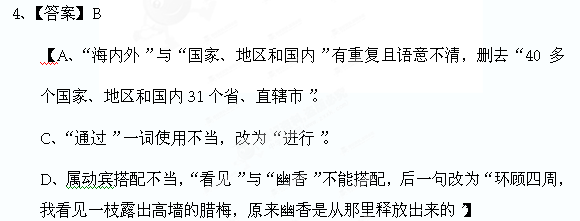 4、【答案】B
【A、“海内外”与“国家、地区和国内”有重复且语意不清，删去“40 多
个国家、地区和国内 31 个省、直辖市”。
C、“通过”一词使用不当，改为“进行”。
D、属动宾搭配不当，“看见”与“幽香”不能搭配，后一句改为“环顾四周，
我看见一枝露出高墙的腊梅，原来幽香是从那里释放出来的 】